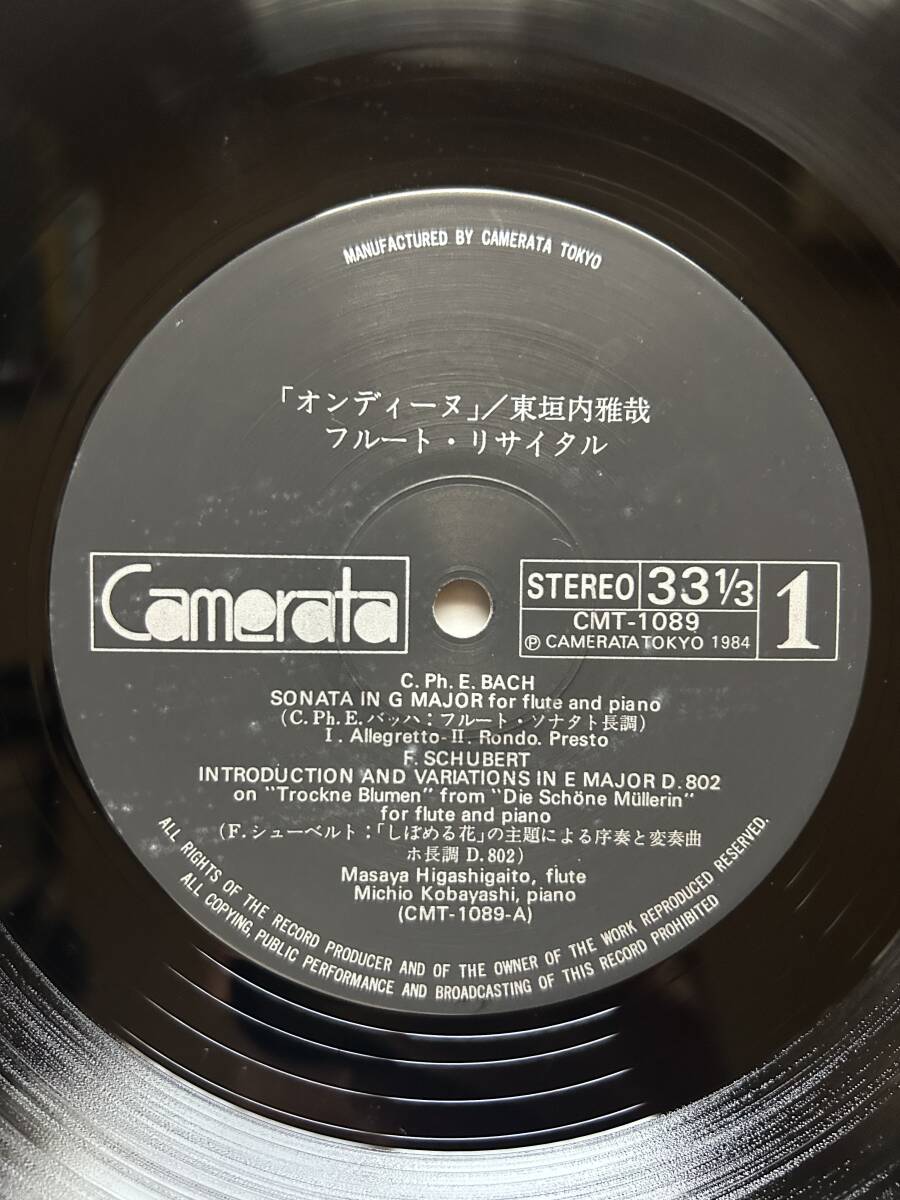 MANUFACTURED BY CAMERATA TOKYO
「オンディーヌ」／東垣内雅哉
フルート・リサイタル
Camerata
STEREO 33 1/3 1
CMT-1089
Ⓟ CAMERATA TOKYO 1984
C. Ph. E. BACH
SONATA IN G MAJOR for flute and piano
(C. Ph. E. バッハ：フルート・ソナタト長調)
I. Allegretto-II. Rondo. Presto
F. SCHUBERT
INTRODUCTION AND VARIATIONS IN E MAJOR D.802
on "Trockne Blumen" from "Die Schöne Müllerin"
for flute and piano
(F. シューベルト：「しぼめる花」の主題による序奏と変奏曲
ホ長調 D.802)
Masaya Higashigaito, flute
Michio Kobayashi, piano
(CMT-1089-A)
ALL RIGHTS OF THE RECORD PRODUCER AND OF THE OWNER OF THE WORK REPRODUCED RESERVED.
ALL COPYING, PUBLIC PERFORMANCE AND BROADCASTING OF THIS RECORD PROHIBITED